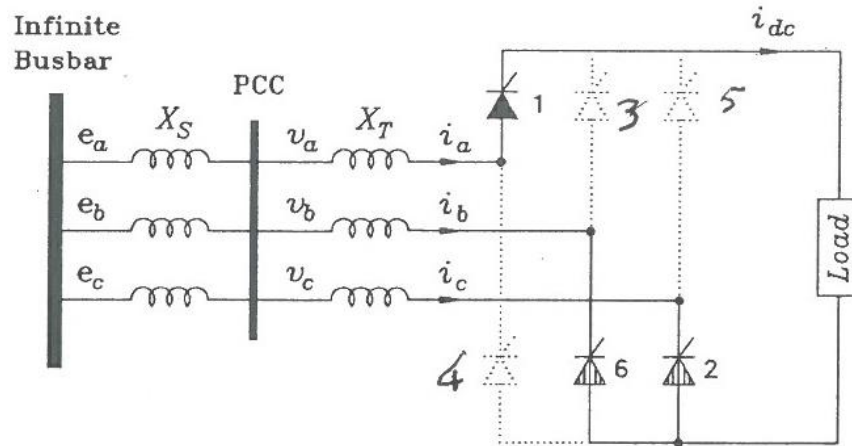 Infinite
Busbar
PCC
i_dc
X_S
X_T
1
3
5
e_a
v_a
i_a
e_b
v_b
i_b
e_c
v_c
i_c
Load
4
6
2